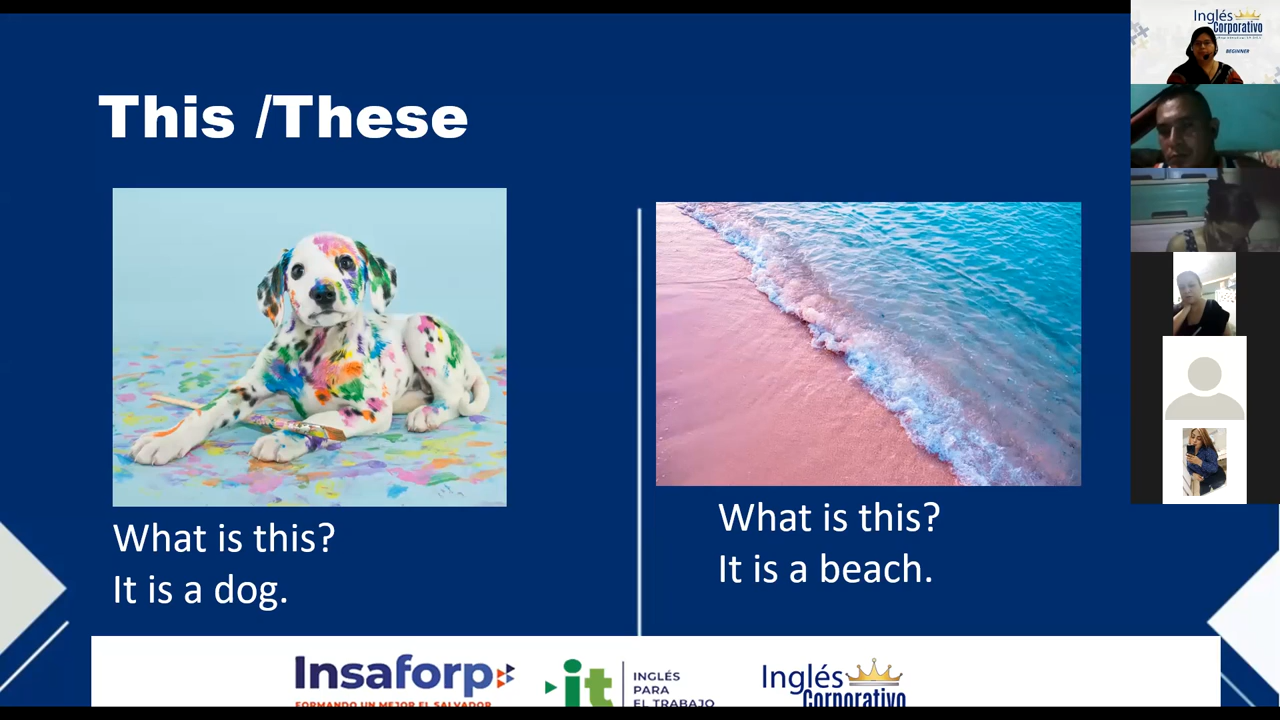 This /These
What is this?
It is a dog.
What is this?
It is a beach.
Insaforp
FORMANDO UN MEJOR EL SALVADOR
it
INGLÉS
PARA
EL TRABAJO
Inglés
Corporativo
Inglés
Corporativo
BEGINNER